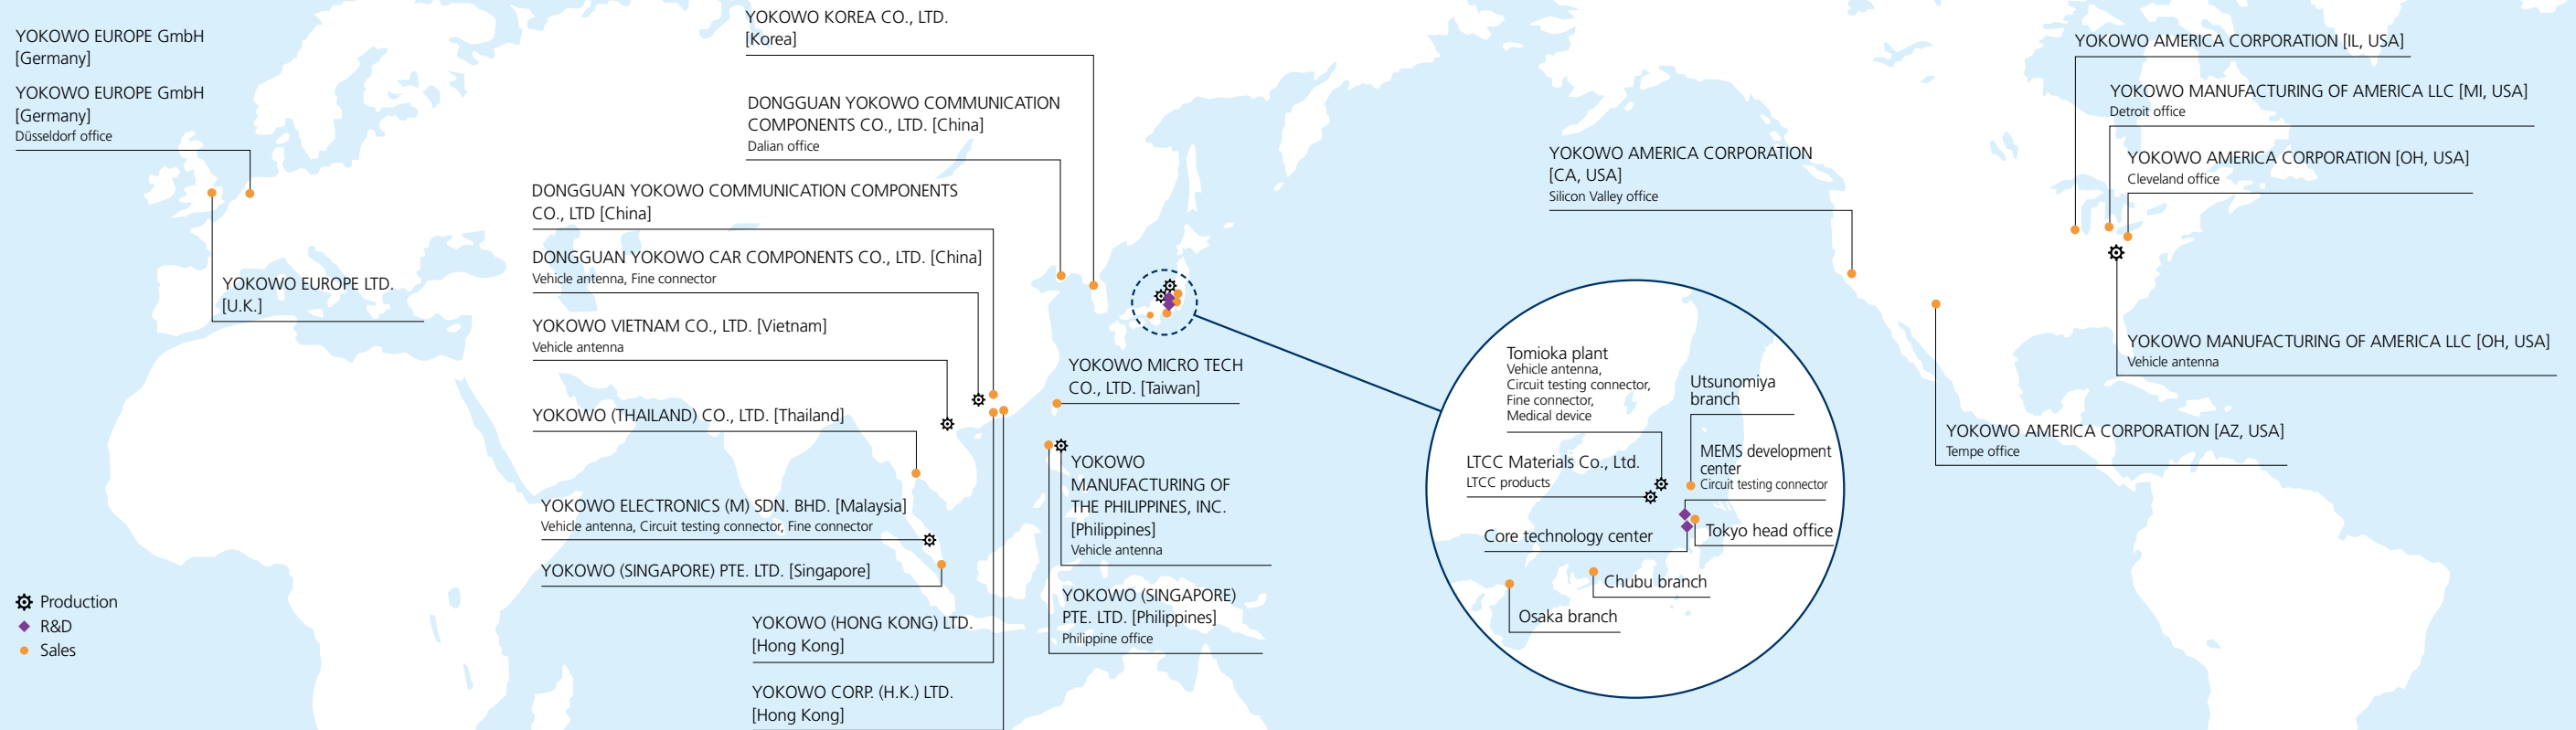 YOKOWO EUROPE GmbH
[Germany]
YOKOWO EUROPE GmbH
[Germany]
Düsseldorf office
YOKOWO EUROPE LTD.
[U.K.]
YOKOWO KOREA CO., LTD.
[Korea]
DONGGUAN YOKOWO COMMUNICATION
COMPONENTS CO., LTD. [China]
Dalian office
DONGGUAN YOKOWO COMMUNICATION COMPONENTS
CO., LTD [China]
DONGGUAN YOKOWO CAR COMPONENTS CO., LTD. [China]
Vehicle antenna, Fine connector
YOKOWO VIETNAM CO., LTD. [Vietnam]
Vehicle antenna
YOKOWO (THAILAND) CO., LTD. [Thailand]
YOKOWO ELECTRONICS (M) SDN. BHD. [Malaysia]
Vehicle antenna, Circuit testing connector, Fine connector
YOKOWO (SINGAPORE) PTE. LTD. [Singapore]
YOKOWO (HONG KONG) LTD.
[Hong Kong]
YOKOWO CORP. (H.K.) LTD.
[Hong Kong]
YOKOWO MICRO TECH
CO., LTD. [Taiwan]
YOKOWO
MANUFACTURING OF
THE PHILIPPINES, INC.
[Philippines]
Vehicle antenna
YOKOWO (SINGAPORE)
PTE. LTD. [Philippines]
Philippine office
Tomioka plant
Vehicle antenna,
Circuit testing connector,
Fine connector,
Medical device
LTCC Materials Co., Ltd.
LTCC products
Core technology center
Utsunomiya
branch
MEMS development
center
Circuit testing connector
Tokyo head office
Chubu branch
Osaka branch
YOKOWO AMERICA CORPORATION
[CA, USA]
Silicon Valley office
YOKOWO AMERICA CORPORATION [IL, USA]
YOKOWO MANUFACTURING OF AMERICA LLC [MI, USA]
Detroit office
YOKOWO AMERICA CORPORATION [OH, USA]
Cleveland office
YOKOWO MANUFACTURING OF AMERICA LLC [OH, USA]
Vehicle antenna
YOKOWO AMERICA CORPORATION [AZ, USA]
Tempe office
Production
R&D
Sales